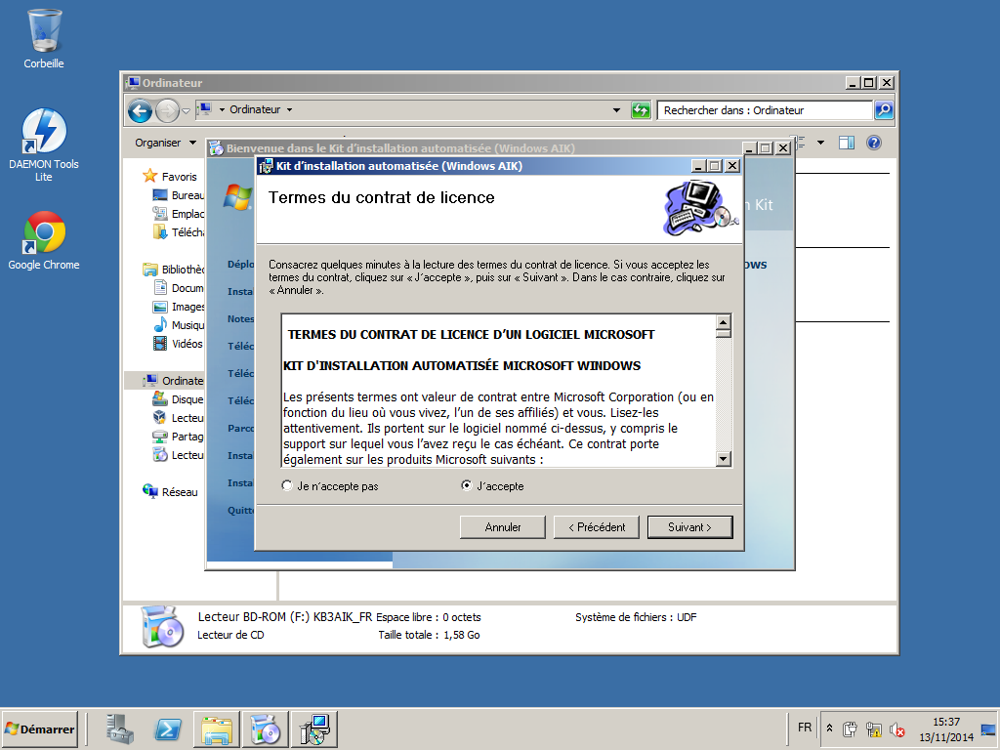 Corbeille
DAEMON Tools
Lite
Google Chrome
Ordinateur
Ordinateur
Rechercher dans : Ordinateur
Organiser
Bienvenue dans le Kit d'installation automatisée (Windows AIK)
Favoris
Bureau
Emplac
Téléch
Bibliothèc
Docum
Images
Musiqu
Vidéos
Ordinate
Disque
Lecteu
Partag
Lecteu
Réseau
Déplo
Insta
Notes
Téléc
Téléc
Téléc
Parco
Insta
Insta
Quitte
n Kit
ows
Kit d'installation automatisée (Windows AIK)
Termes du contrat de licence
Consacrez quelques minutes à la lecture des termes du contrat de licence. Si vous acceptez les
termes du contrat, cliquez sur « J'accepte », puis sur « Suivant ». Dans le cas contraire, cliquez sur
« Annuler ».
TERMES DU CONTRAT DE LICENCE D'UN LOGICIEL MICROSOFT
KIT D'INSTALLATION AUTOMATISÉE MICROSOFT WINDOWS
Les présents termes ont valeur de contrat entre Microsoft Corporation (ou en
fonction du lieu où vous vivez, l'un de ses affiliés) et vous. Lisez-les
attentivement. Ils portent sur le logiciel nommé ci-dessus, y compris le
support sur lequel vous l'avez reçu le cas échéant. Ce contrat porte
également sur les produits Microsoft suivants :
Je n'accepte pas
J'accepte
Annuler
< Précédent
Suivant >
Lecteur BD-ROM (F:) KB3AIK_FR Espace libre : 0 octets
Système de fichiers : UDF
Lecteur de CD
Taille totale : 1,58 Go
Démarrer
FR
15:37
13/11/2014